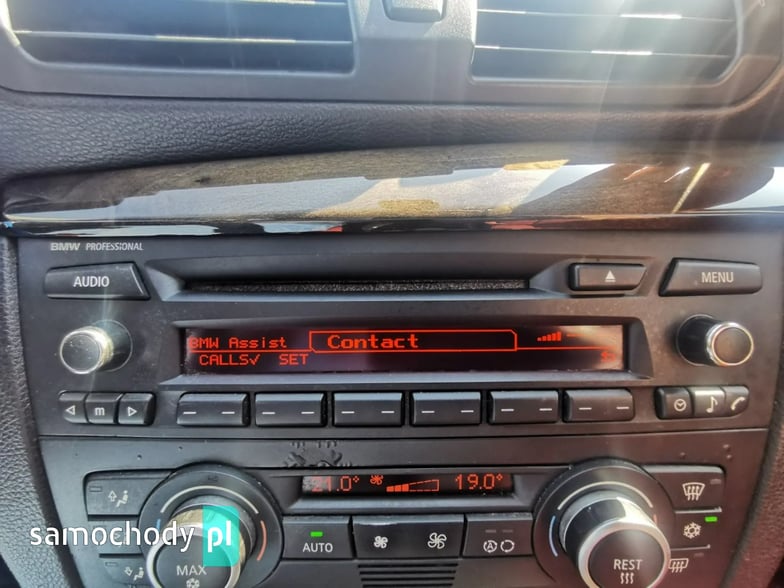 BMW PROFESSIONAL
AUDIO
MENU
BMW Assist Contact
CALLS✓ SET
m
21.0° 19.0°
AUTO
MAX
REST
samochody pl